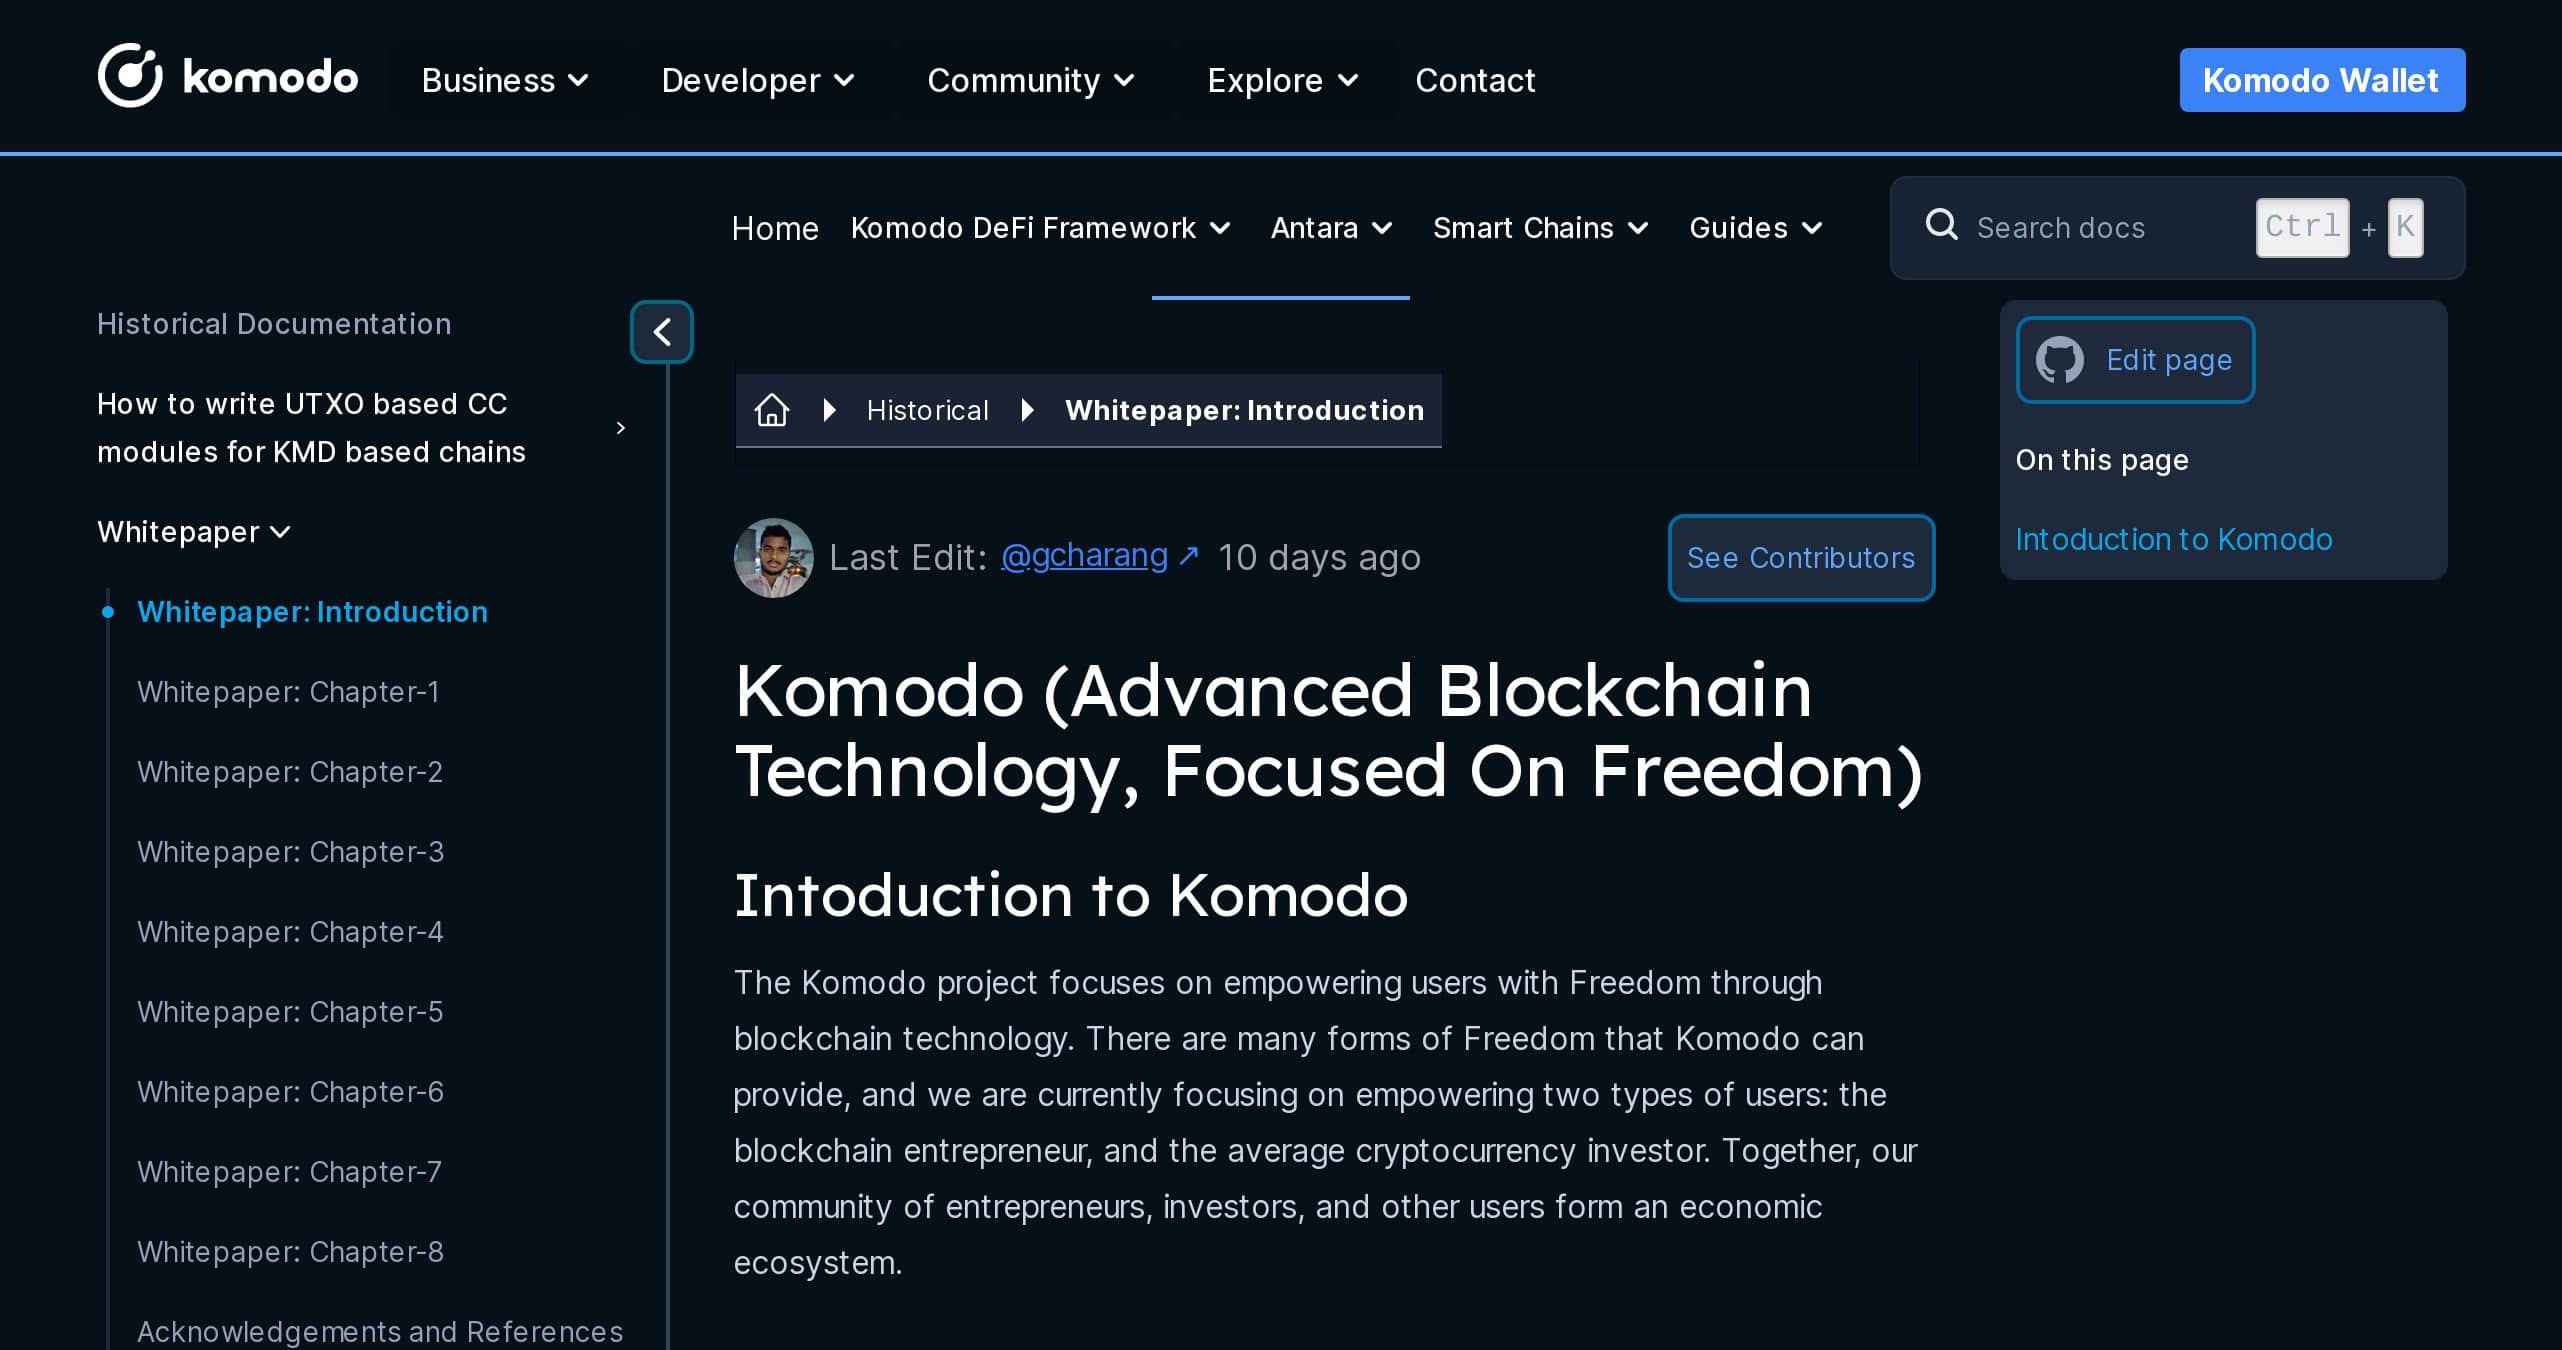 komodo Business Developer Community Explore Contact Komodo Wallet
Home Komodo DeFi Framework Antara Smart Chains Guides Search docs Ctrl + K
Historical Documentation
How to write UTXO based CC
modules for KMD based chains
Whitepaper
Whitepaper: Introduction
Whitepaper: Chapter-1
Whitepaper: Chapter-2
Whitepaper: Chapter-3
Whitepaper: Chapter-4
Whitepaper: Chapter-5
Whitepaper: Chapter-6
Whitepaper: Chapter-7
Whitepaper: Chapter-8
Acknowledgements and References
Historical Whitepaper: Introduction
Last Edit: @gcharang ↗ 10 days ago See Contributors
Komodo (Advanced Blockchain
Technology, Focused On Freedom)
Intoduction to Komodo
The Komodo project focuses on empowering users with Freedom through
blockchain technology. There are many forms of Freedom that Komodo can
provide, and we are currently focusing on empowering two types of users: the
blockchain entrepreneur, and the average cryptocurrency investor. Together, our
community of entrepreneurs, investors, and other users form an economic
ecosystem.
Edit page
On this page
Intoduction to Komodo